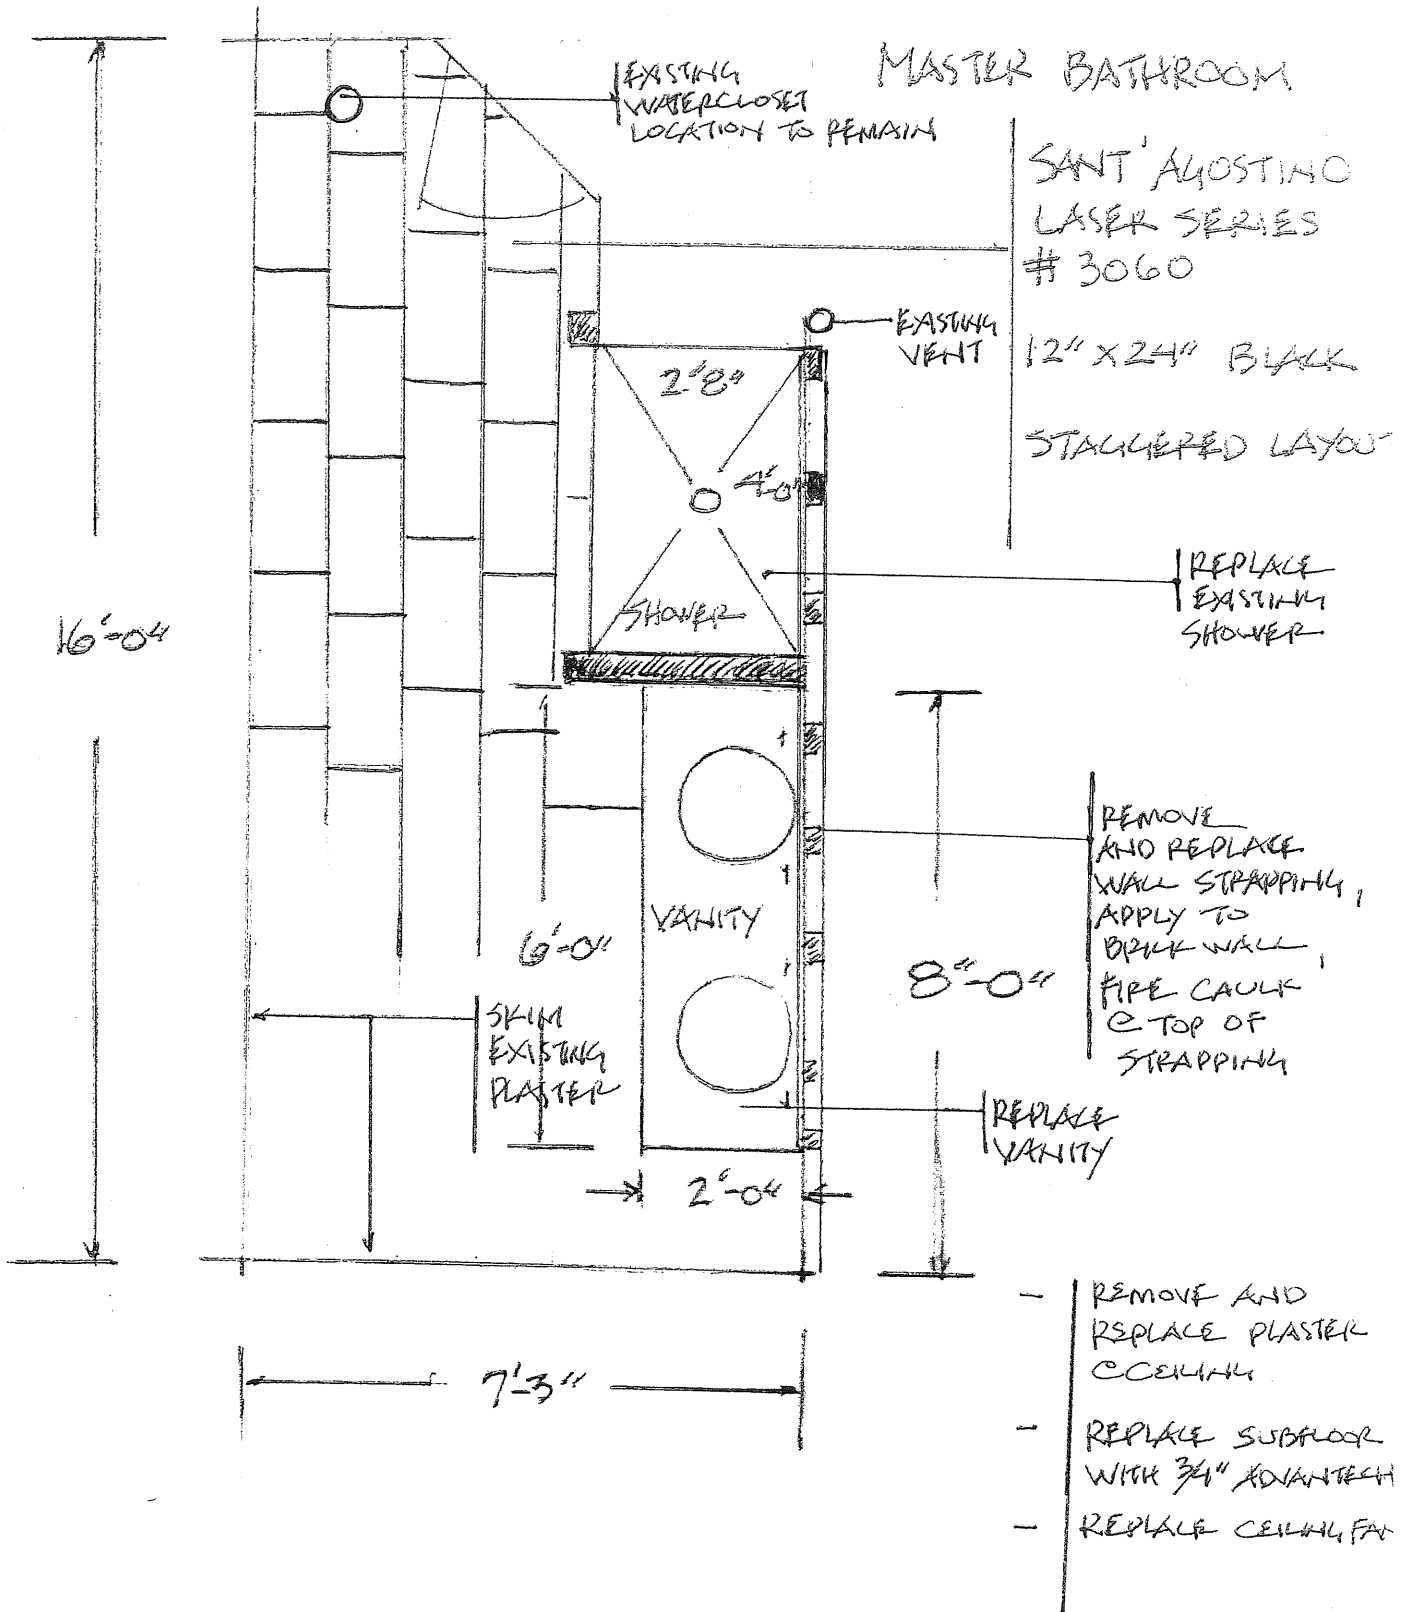 MASTER BATHROOM
EXISTING
WATERCLOSET
LOCATION TO REMAIN
SANT'AGOSTINO
LASER SERIES
# 3060
12" X 24" BLACK
STAGGERED LAYOU
EXISTING
VENT
2'8"
4'-0"
SHOWER
REPLACE
EXISTING
SHOWER
16'-0"
REMOVE
AND REPLACE
WALL STRAPPING,
APPLY TO
BRICK WALL,
FIRE CAULK
@ TOP OF
STRAPPING
VANITY
6'-0"
8"-0"
SKIM
EXISTING
PLASTER
REPLACE
VANITY
2'-0"
7'-3"
- REMOVE AND
REPLACE PLASTER
@ CEILING
- REPLACE SUBFLOOR
WITH 3/4" ADVANTECH
- REPLACE CEILING FAN